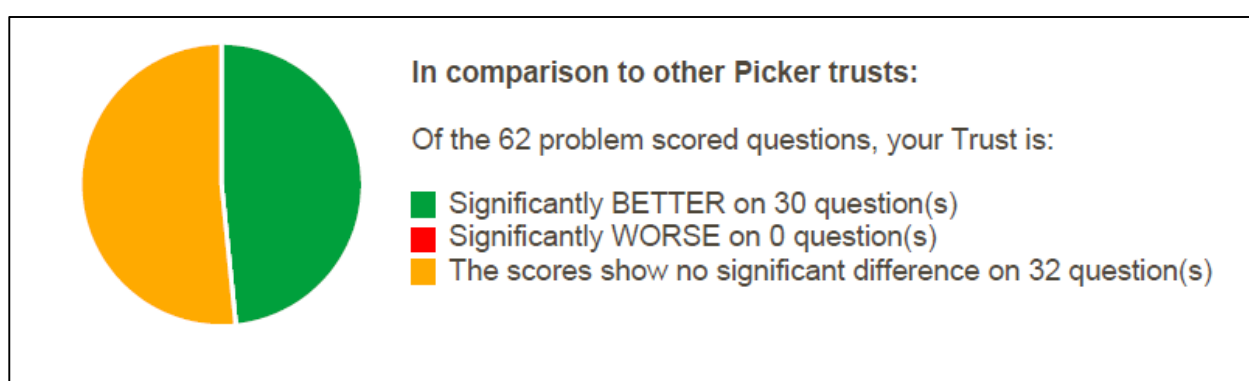 In comparison to other Picker trusts:
Of the 62 problem scored questions, your Trust is:
Significantly BETTER on 30 question(s)
Significantly WORSE on 0 question(s)
The scores show no significant difference on 32 question(s)